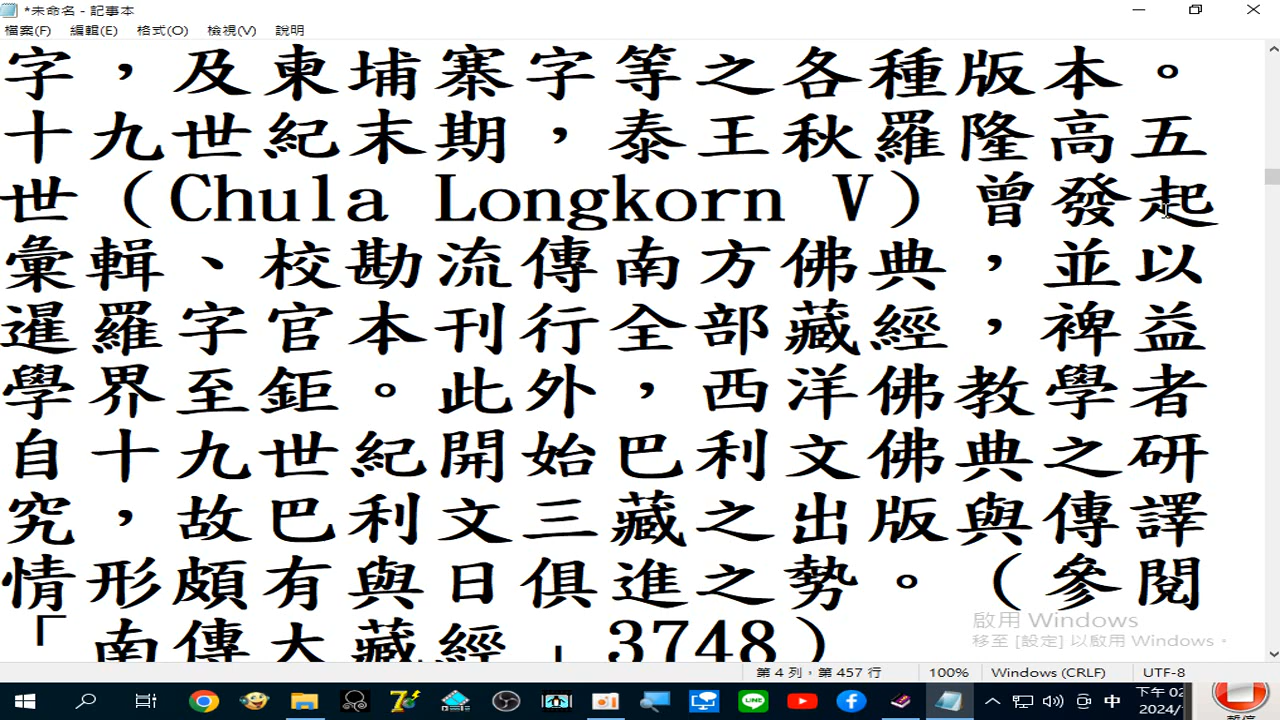 *未命名 - 記事本
檔案(F) 編輯(E) 格式(O) 檢視(V) 說明
字，及柬埔寨字等之各種版本。
十九世紀末期，泰王秋羅隆高五
世（Chula Longkorn V）曾發起
彙輯、校勘流傳南方佛典，並以
暹羅字官本刊行全部藏經，裨益
學界至鉅。此外，西洋佛教學者
自十九世紀開始巴利文佛典之研
究，故巴利文三藏之出版與傳譯
情形頗有與日俱進之勢。（參閱
「南傳大藏經」3748）
啟用 Windows
移至 [設定] 以啟用 Windows。
第 4 列，第 457 行 100% Windows (CRLF) UTF-8
中 下午 02
2024/